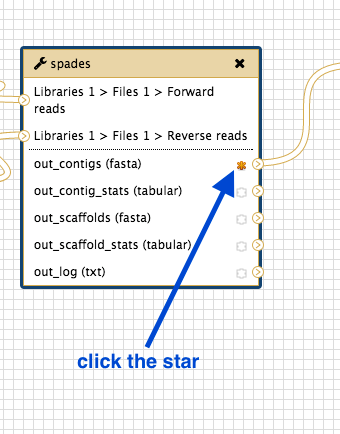 spades
Libraries 1 > Files 1 > Forward
reads
Libraries 1 > Files 1 > Reverse reads
out_contigs (fasta)
out_contig_stats (tabular)
out_scaffolds (fasta)
out_scaffold_stats (tabular)
out_log (txt)
click the star